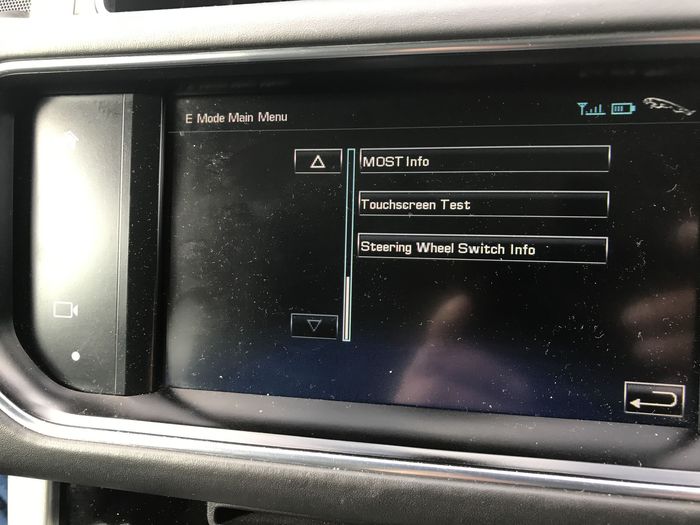 E Mode Main Menu
MOST Info
Touchscreen Test
Steering Wheel Switch Info